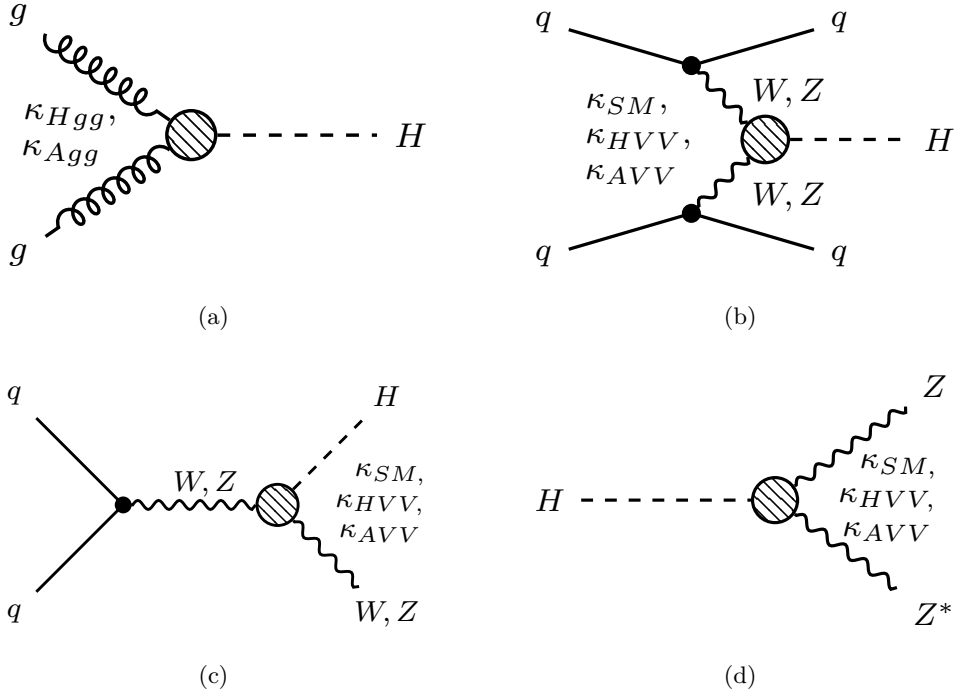 g
κ_{Hgg},
κ_{Agg}
H
g
(a)
q
q
W, Z
κ_{SM},
κ_{HVV},
κ_{AVV}
H
W, Z
q
q
(b)
q
H
W, Z
κ_{SM},
κ_{HVV},
κ_{AVV}
q
W, Z
(c)
Z
κ_{SM},
H
κ_{HVV},
κ_{AVV}
Z*
(d)